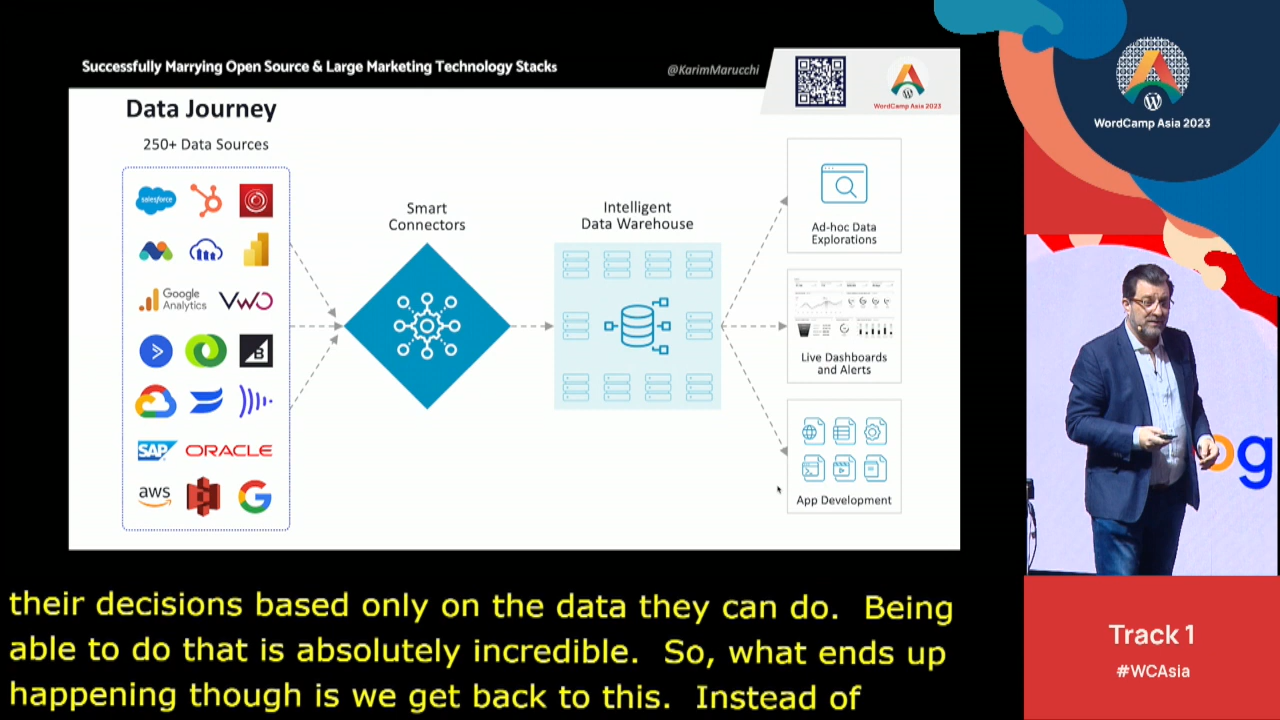 Successfully Marrying Open Source & Large Marketing Technology Stacks
@KarimMarucchi
WordCamp Asia 2023
WordCamp Asia 2023
Data Journey
250+ Data Sources
salesforce
Google
Analytics
VWO
SAP
ORACLE
aws
G
Smart
Connectors
Intelligent
Data Warehouse
Ad-hoc Data
Explorations
Live Dashboards
and Alerts
App Development
og
their decisions based only on the data they can do. Being
able to do that is absolutely incredible. So, what ends up
happening though is we get back to this. Instead of
Track 1
#WCAsia